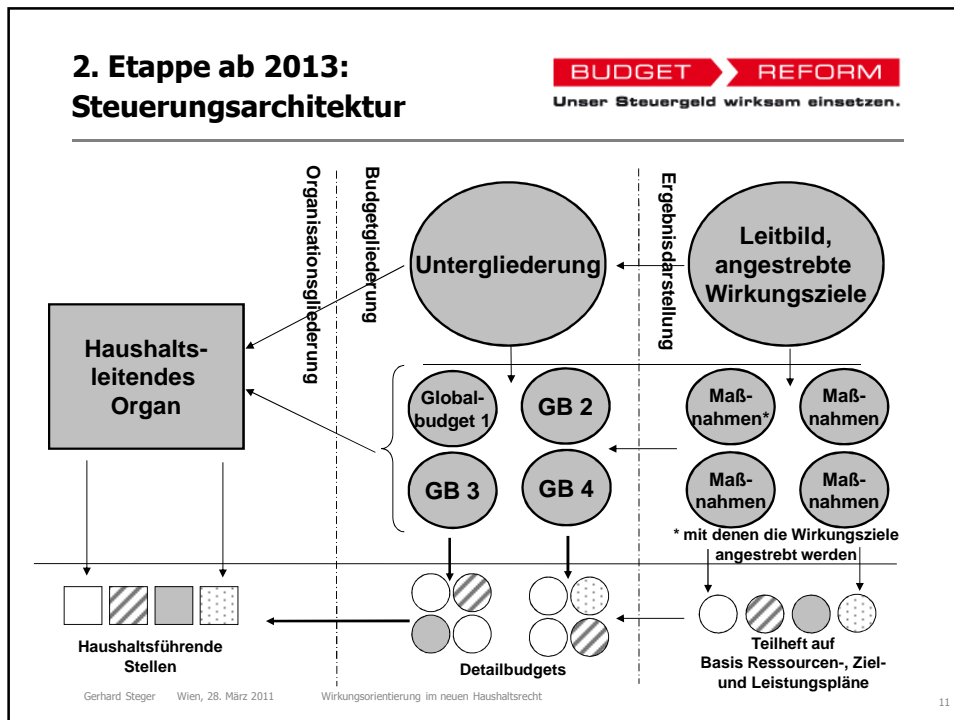 2. Etappe ab 2013:
Steuerungsarchitektur
BUDGET REFORM
Unser Steuergeld wirksam einsetzen.
Organisationsgliederung
Budgetgliederung
Ergebnisdarstellung
Untergliederung
Leitbild,
angestrebte
Wirkungsziele
Haushalts-
leitendes
Organ
Global-
budget 1
GB 2
GB 3
GB 4
Maß-
nahmen*
Maß-
nahmen
Maß-
nahmen
Maß-
nahmen
* mit denen die Wirkungsziele
angestrebt werden
Haushaltsführende
Stellen
Detailbudgets
Teilheft auf
Basis Ressourcen-, Ziel-
und Leistungspläne
Gerhard Steger Wien, 28. März 2011 Wirkungsorientierung im neuen Haushaltsrecht
11